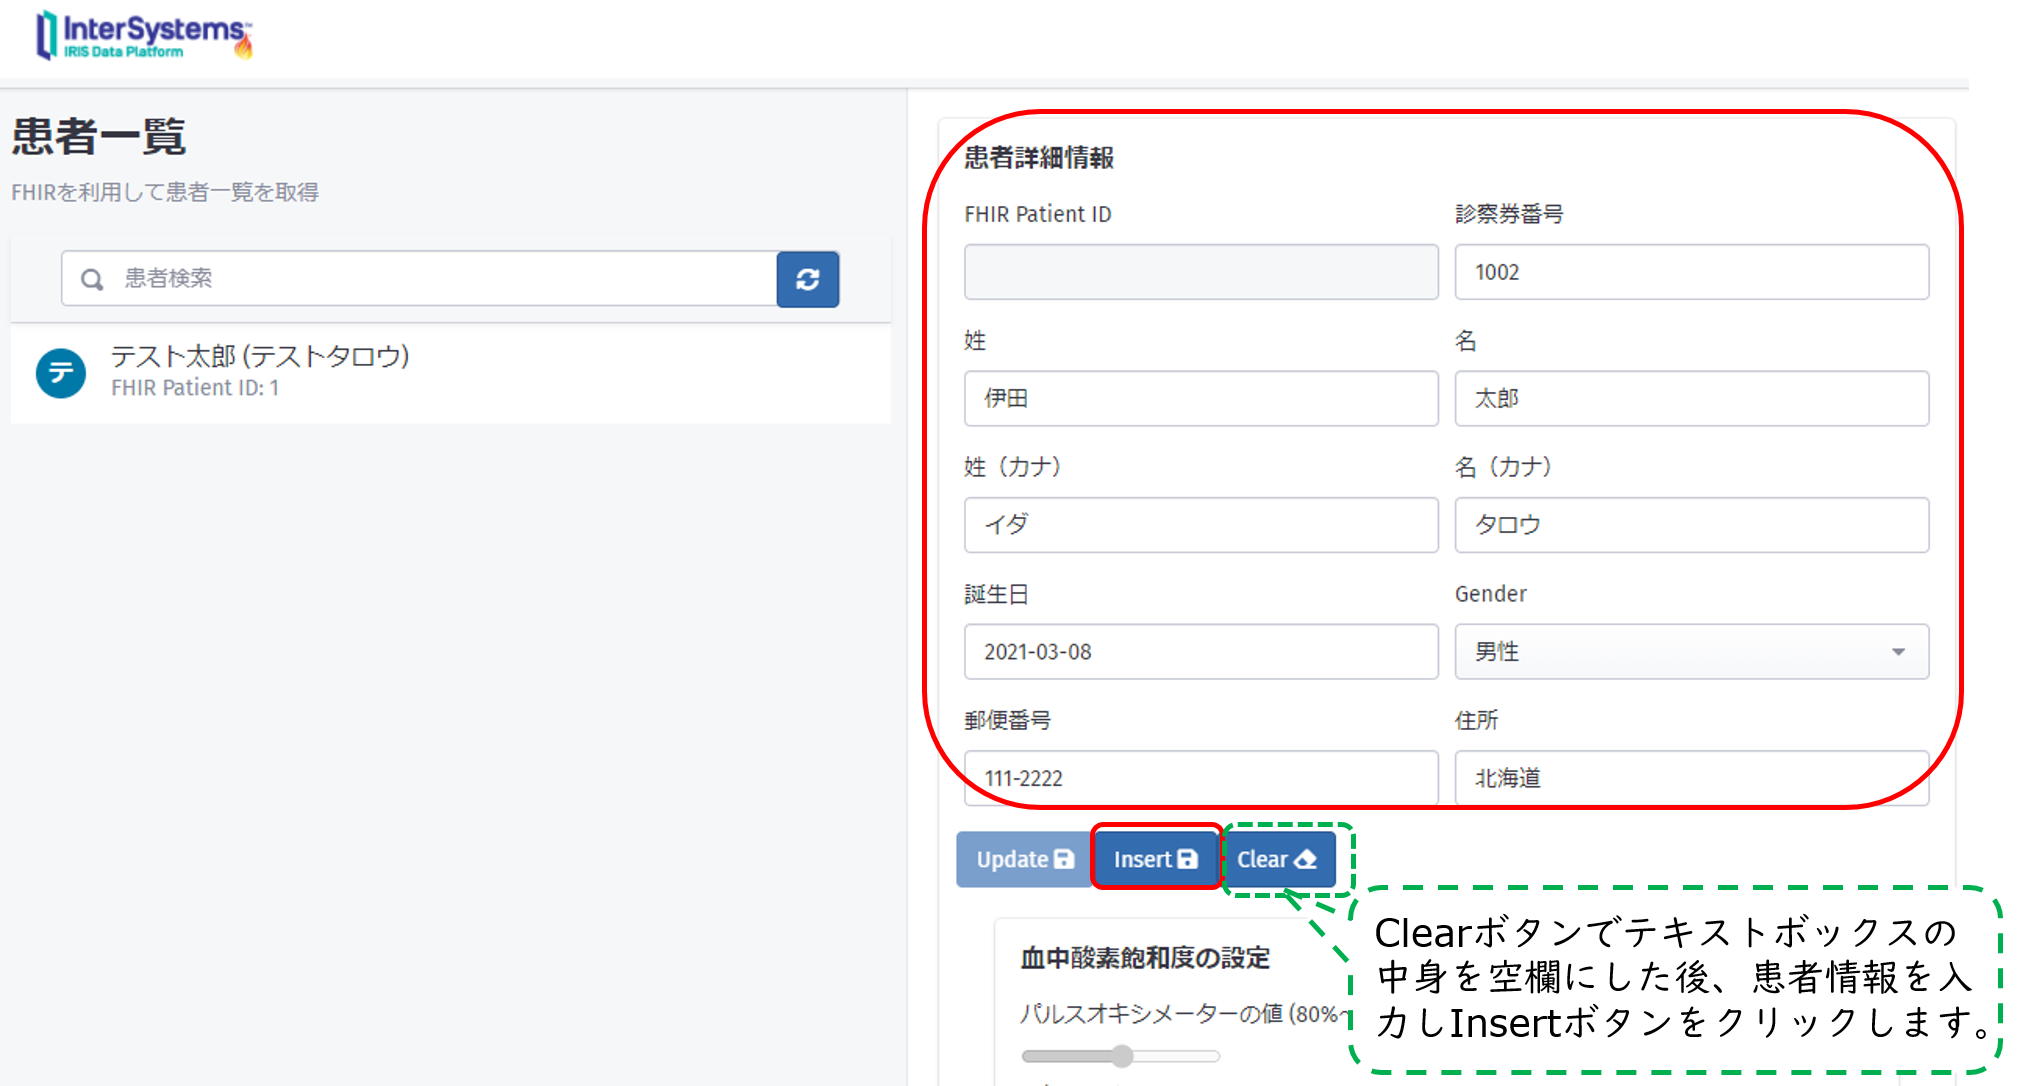 InterSystems
IRIS Data Platform
患者一覧
FHIRを利用して患者一覧を取得
患者検索
テ
テスト太郎 (テストタロウ)
FHIR Patient ID: 1
患者詳細情報
FHIR Patient ID
診察券番号
1002
姓
名
伊田
太郎
姓（カナ）
名（カナ）
イダ
タロウ
誕生日
Gender
2021-03-08
男性
郵便番号
住所
111-2222
北海道
Update
Insert
Clear
血中酸素飽和度の設定
パルスオキシメーターの値 (80%~
Clearボタンでテキストボックスの
中身を空欄にした後、患者情報を入
力しInsertボタンをクリックします。